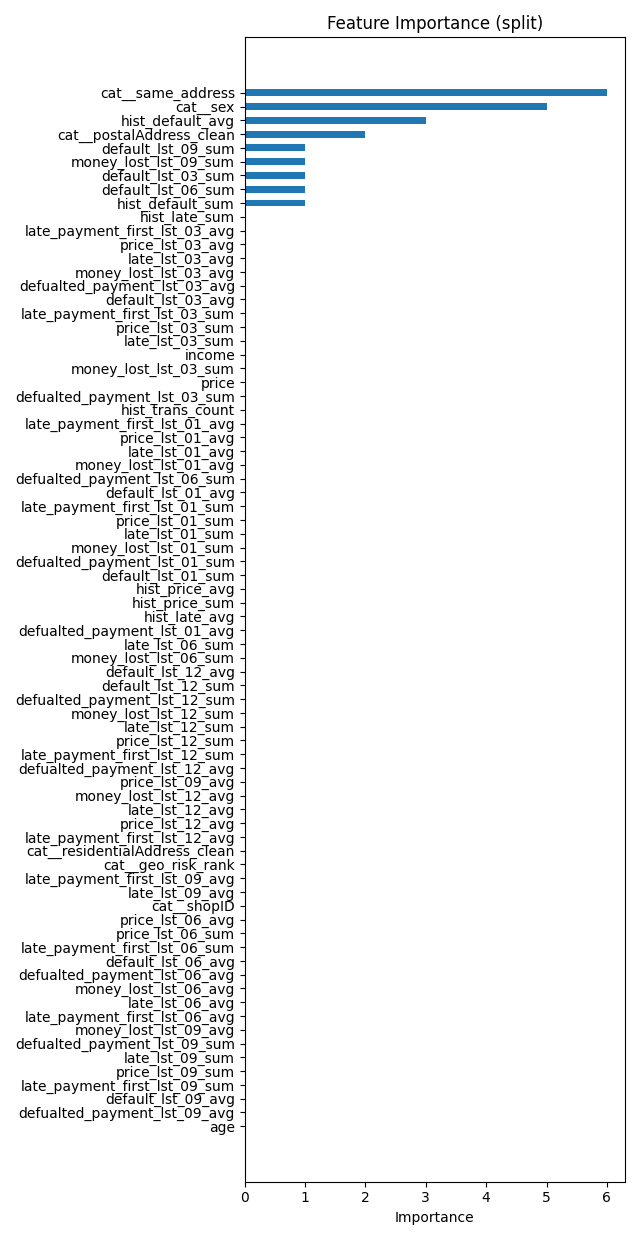 Feature Importance (split)
cat__same_address
cat__sex
hist_default_avg
cat__postalAddress_clean
default_lst_09_sum
money_lost_lst_09_sum
default_lst_03_sum
default_lst_06_sum
hist_default_sum
hist_late_sum
late_payment_first_lst_03_avg
price_lst_03_avg
late_lst_03_avg
money_lost_lst_03_avg
defualted_payment_lst_03_avg
default_lst_03_avg
late_payment_first_lst_03_sum
price_lst_03_sum
late_lst_03_sum
income
money_lost_lst_03_sum
price
defualted_payment_lst_03_sum
hist_trans_count
late_payment_first_lst_01_avg
price_lst_01_avg
late_lst_01_avg
money_lost_lst_01_avg
defualted_payment_lst_06_sum
default_lst_01_avg
late_payment_first_lst_01_sum
price_lst_01_sum
late_lst_01_sum
money_lost_lst_01_sum
defualted_payment_lst_01_sum
default_lst_01_sum
hist_price_avg
hist_price_sum
hist_late_avg
defualted_payment_lst_01_avg
late_lst_06_sum
money_lost_lst_06_sum
default_lst_12_avg
default_lst_12_sum
defualted_payment_lst_12_sum
money_lost_lst_12_sum
late_lst_12_sum
price_lst_12_sum
late_payment_first_lst_12_sum
defualted_payment_lst_12_avg
price_lst_09_avg
money_lost_lst_12_avg
late_lst_12_avg
price_lst_12_avg
late_payment_first_lst_12_avg
cat__residentialAddress_clean
cat__geo_risk_rank
late_payment_first_lst_09_avg
late_lst_09_avg
cat__shopID
price_lst_06_avg
price_lst_06_sum
late_payment_first_lst_06_sum
default_lst_06_avg
defualted_payment_lst_06_avg
money_lost_lst_06_avg
late_lst_06_avg
late_payment_first_lst_06_avg
money_lost_lst_09_avg
defualted_payment_lst_09_sum
late_lst_09_sum
price_lst_09_sum
late_payment_first_lst_09_sum
default_lst_09_avg
defualted_payment_lst_09_avg
age
0 1 2 3 4 5 6
Importance